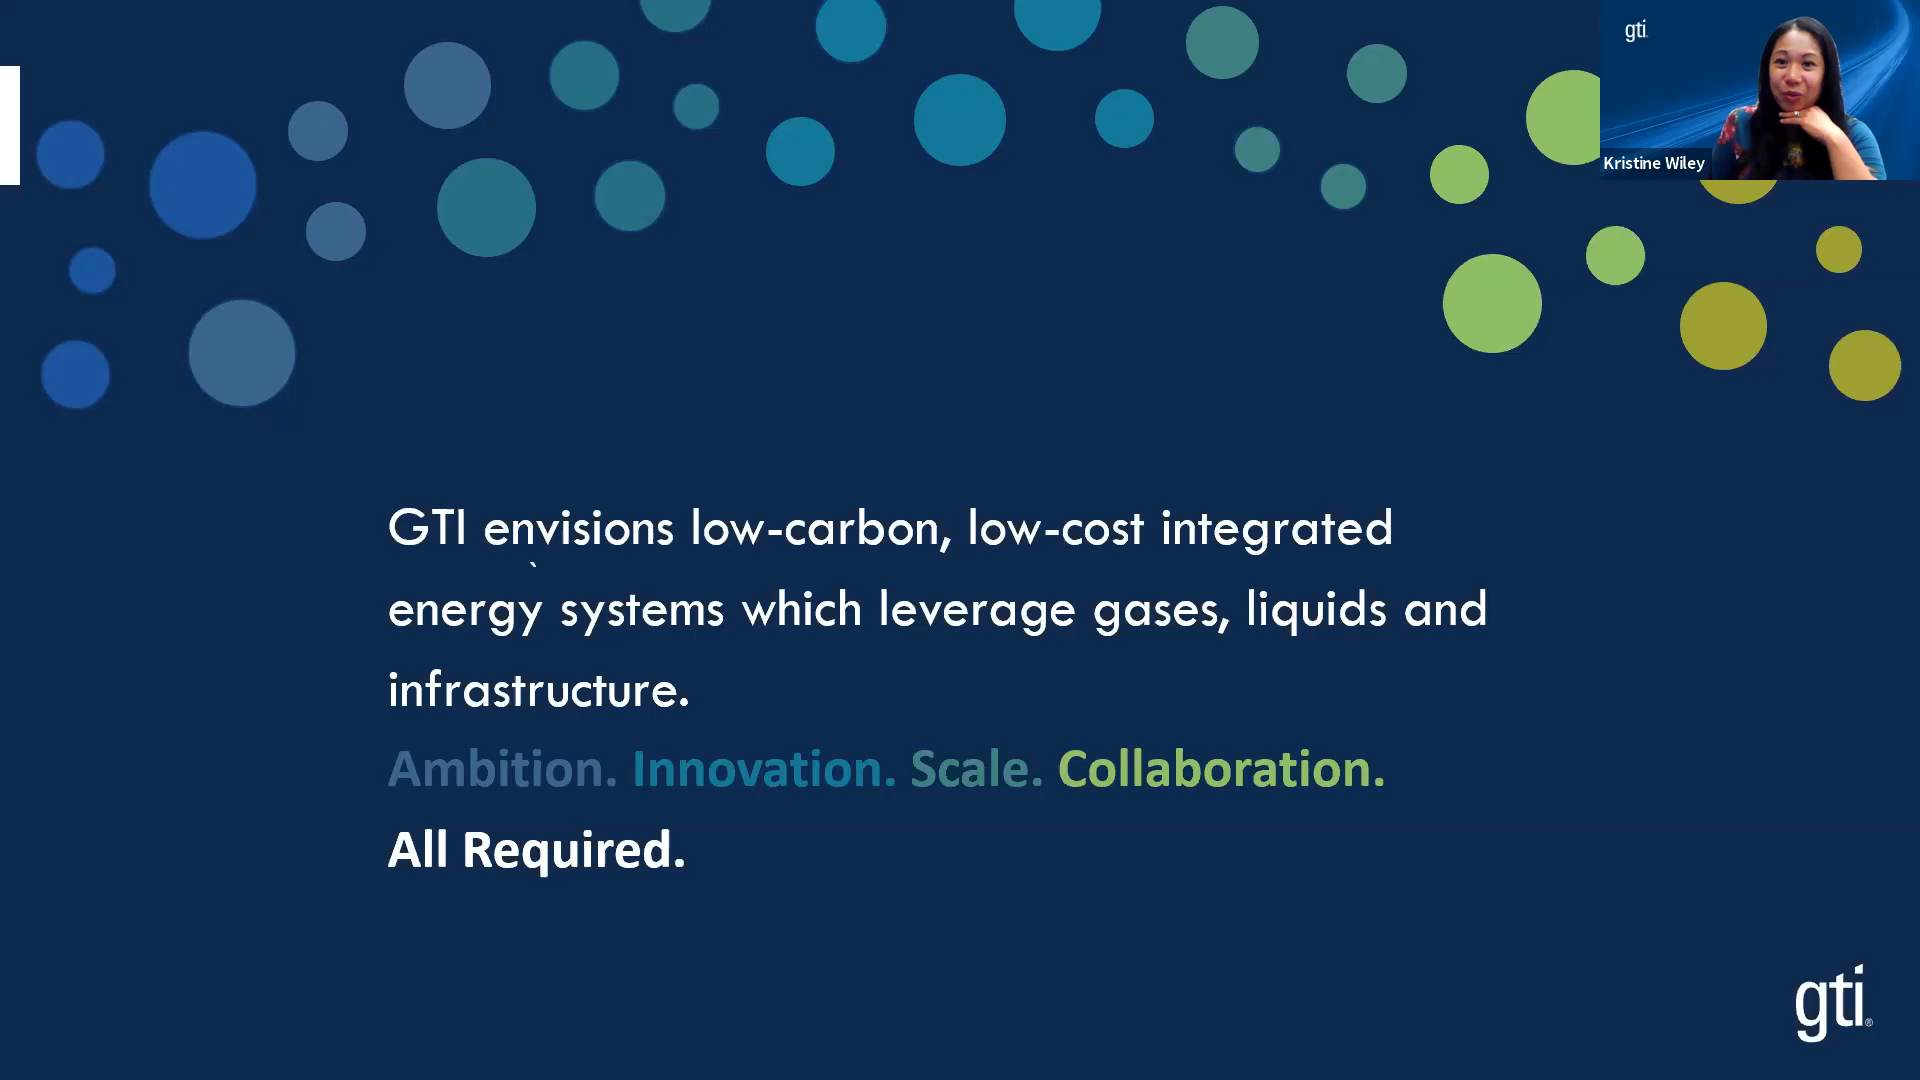 gti
Kristine Wiley
GTI envisions low-carbon, low-cost integrated
energy systems which leverage gases, liquids and
infrastructure.
Ambition. Innovation. Scale. Collaboration.
All Required.
gti®